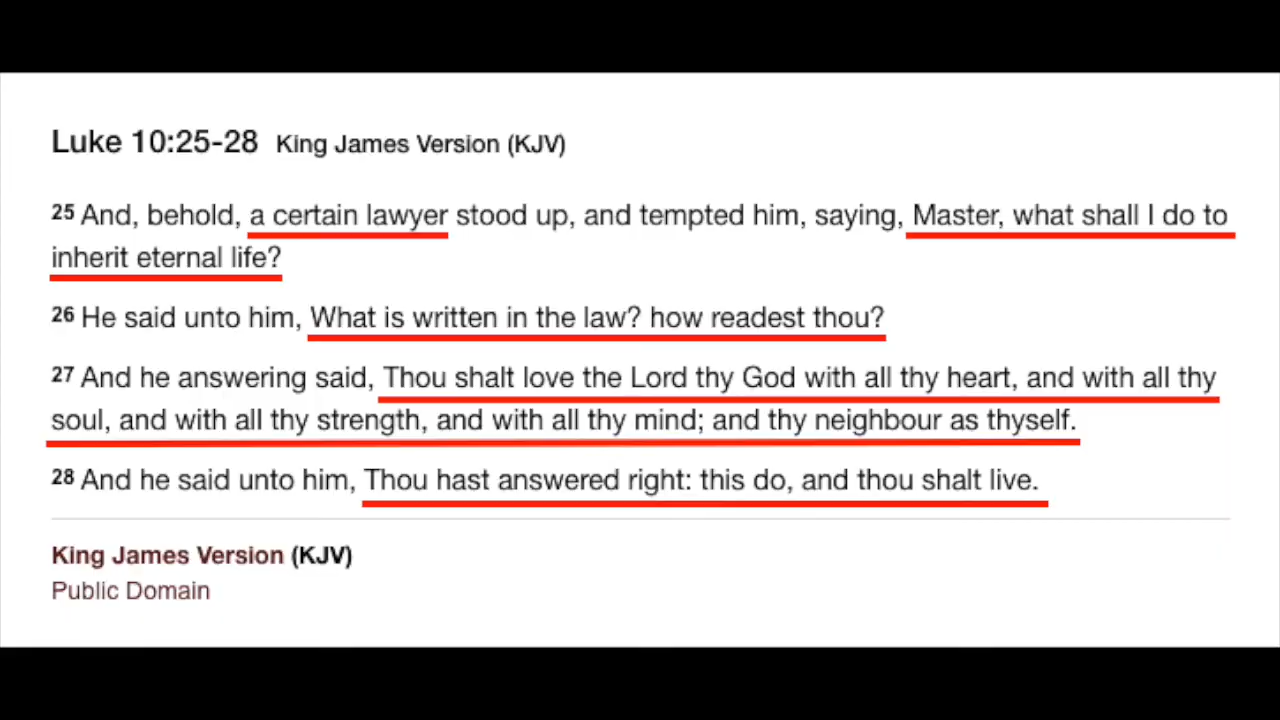 Luke 10:25-28 King James Version (KJV)
25 And, behold, a certain lawyer stood up, and tempted him, saying, Master, what shall I do to
inherit eternal life?
26 He said unto him, What is written in the law? how readest thou?
27 And he answering said, Thou shalt love the Lord thy God with all thy heart, and with all thy
soul, and with all thy strength, and with all thy mind; and thy neighbour as thyself.
28 And he said unto him, Thou hast answered right: this do, and thou shalt live.
King James Version (KJV)
Public Domain